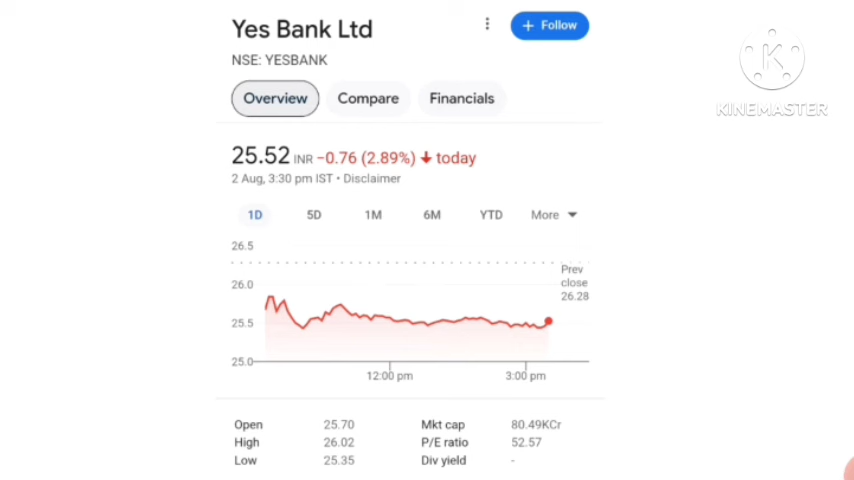 Yes Bank Ltd
+ Follow
NSE: YESBANK
KINEMASTER
Overview Compare Financials
25.52 INR −0.76 (2.89%) ↓ today
2 Aug, 3:30 pm IST • Disclaimer
1D 5D 1M 6M YTD More
26.5
Prev
close
26.28
26.0
25.5
25.0
12:00 pm 3:00 pm
Open 25.70 Mkt cap 80.49KCr
High 26.02 P/E ratio 52.57
Low 25.35 Div yield -